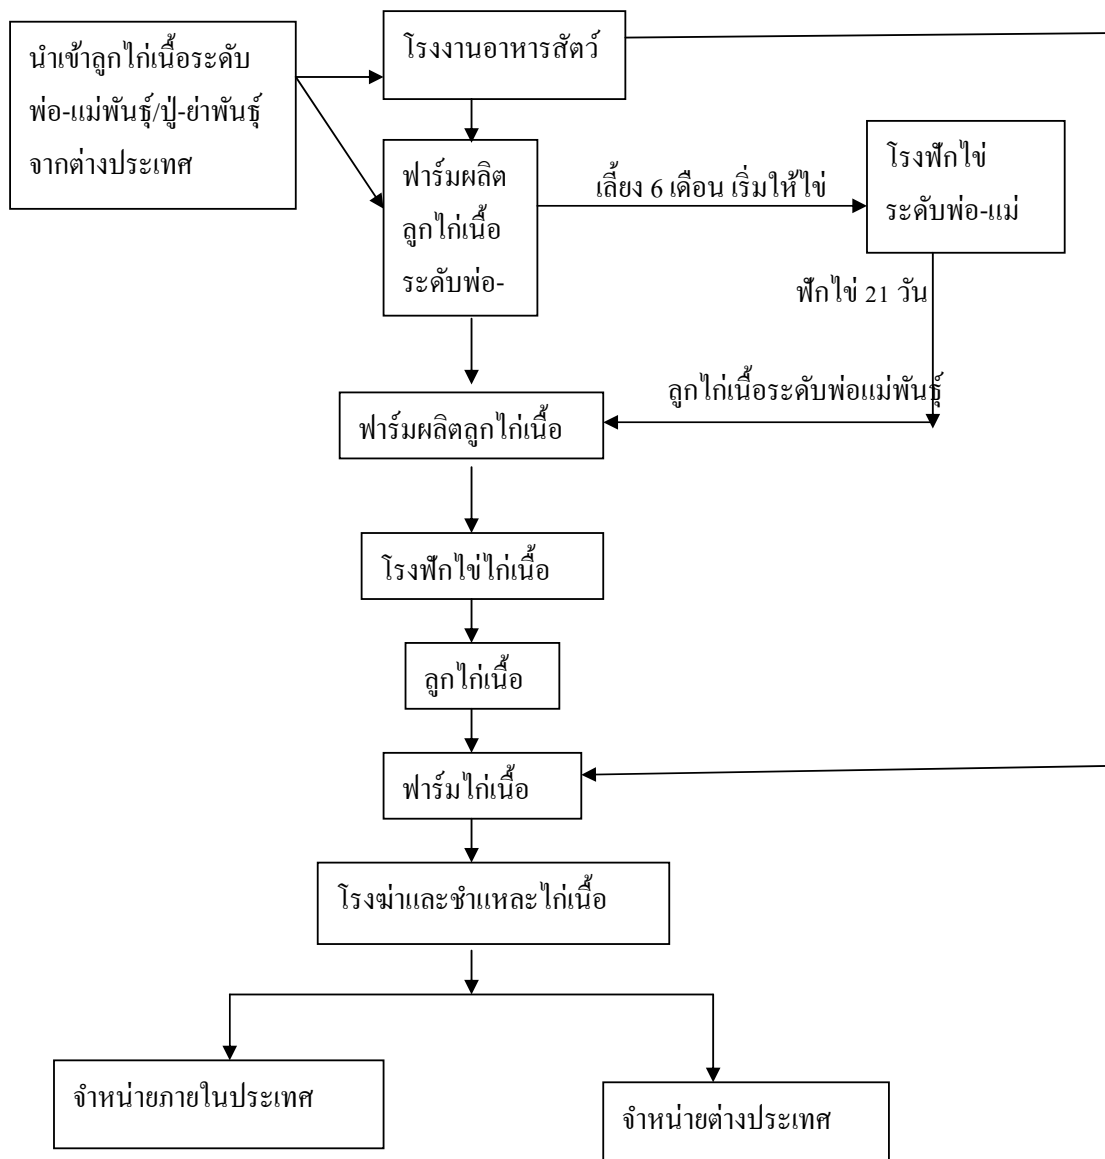 โรงงานอาหารสัตว์
นำเข้าลูกไก่เนื้อระดับ
พ่อ-แม่พันธุ์/ปู่-ย่าพันธุ์
จากต่างประเทศ
ฟาร์มผลิต
ลูกไก่เนื้อ
ระดับพ่อ-
เลี้ยง 6 เดือน เริ่มให้ไข่
โรงฟักไข่
ระดับพ่อ-แม่
ฟักไข่ 21 วัน
ลูกไก่เนื้อระดับพ่อแม่พันธุ์
ฟาร์มผลิตลูกไก่เนื้อ
โรงฟักไข่ไก่เนื้อ
ลูกไก่เนื้อ
ฟาร์มไก่เนื้อ
โรงฆ่าและชำแหละไก่เนื้อ
จำหน่ายภายในประเทศ
จำหน่ายต่างประเทศ